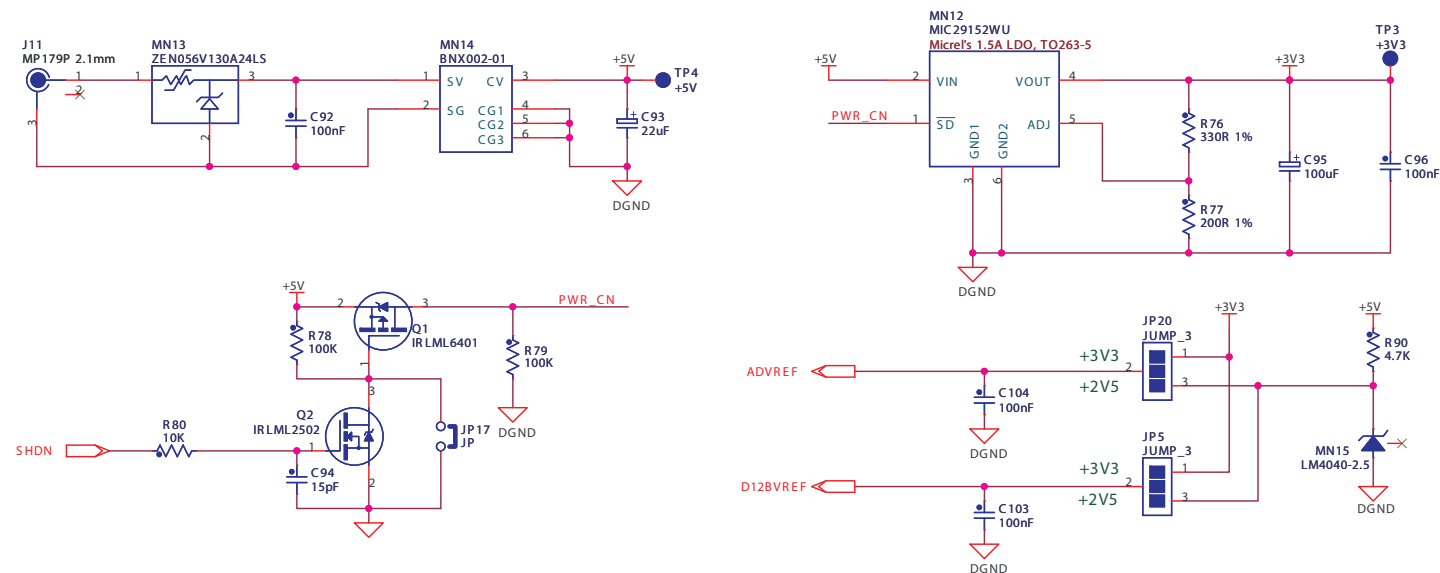 J11
MP179P 2.1mm
1
2
3
MN13
ZEN056V130A24LS
1
3
2
C92
100nF
MN14
BNX002-01
1
SV
CV
3
2
SG
CG1
4
CG2
5
CG3
6
+5V
TP4
+5V
C93
22uF
DGND
MN12
MIC29152WU
Micrel's 1.5A LDO, TO263-5
+5V
2
VIN
VOUT
4
PWR_CN
1
SD
ADJ
5
GND1
GND2
3
6
DGND
R76
330R 1%
R77
200R 1%
+3V3
C95
100uF
TP3
+3V3
C96
100nF
+5V
2
3
PWR_CN
Q1
IRLML6401
1
R78
100K
R79
100K
DGND
3
Q2
IRLML2502
1
2
R80
10K
SHDN
C94
15pF
JP17
JP
ADVREF
C104
100nF
DGND
+3V3
+2V5
2
JP20
JUMP_3
1
3
+3V3
+5V
R90
4.7K
D12BVREF
C103
100nF
DGND
+3V3
+2V5
2
JP5
JUMP_3
1
3
MN15
LM4040-2.5
DGND